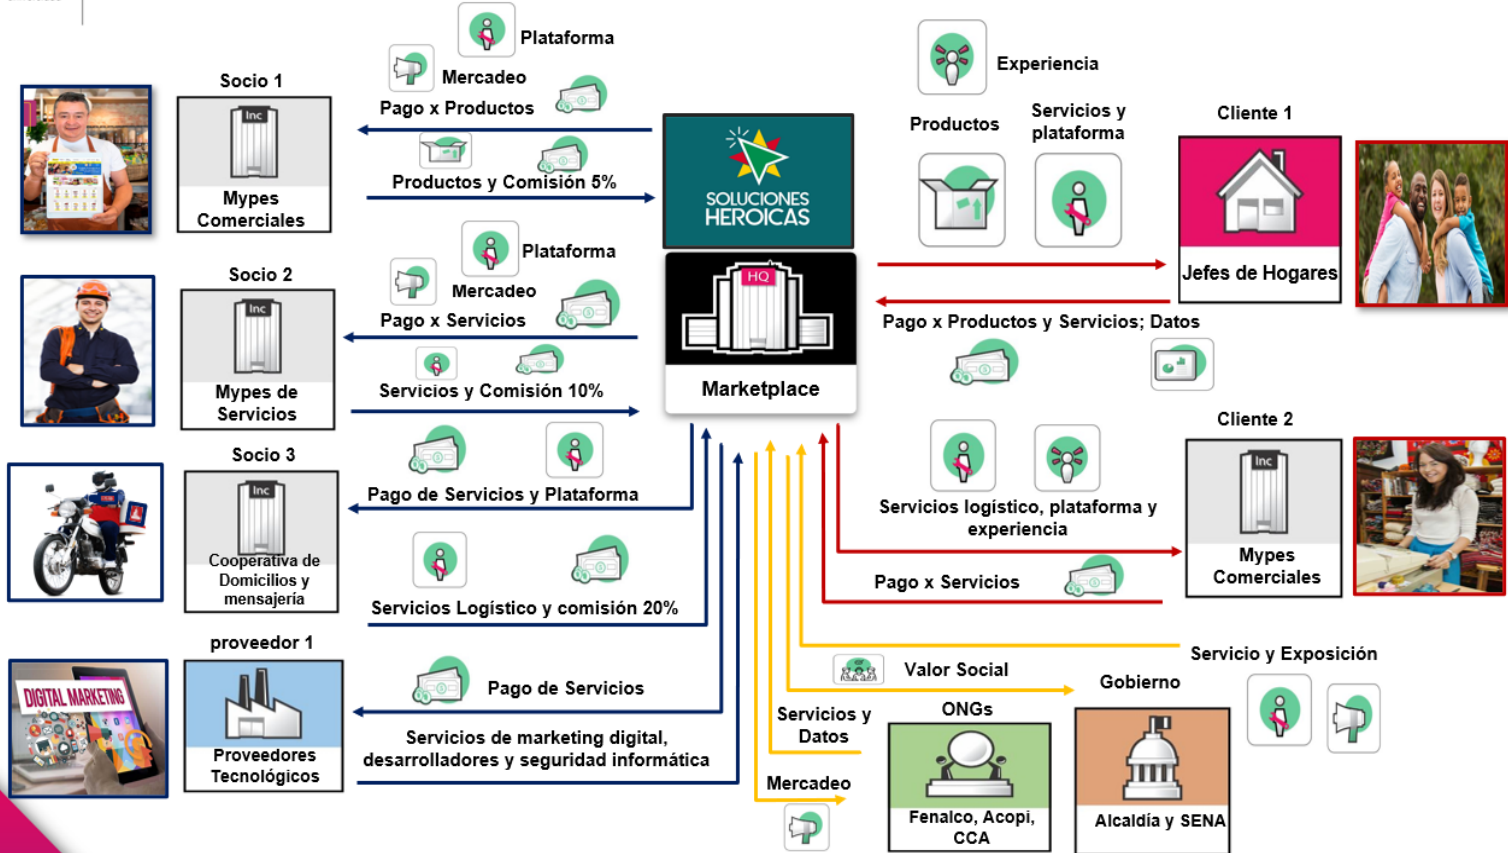 Plataforma
Mercadeo
Pago x Productos
Socio 1
Inc
Mypes
Comerciales
Productos y Comisión 5%
SOLUCIONES
HEROICAS
HQ
Marketplace
Experiencia
Productos
Servicios y
plataforma
Cliente 1
Jefes de Hogares
Pago x Productos y Servicios; Datos
Plataforma
Mercadeo
Pago x Servicios
Socio 2
Inc
Mypes de
Servicios
Servicios y Comisión 10%
Socio 3
Inc
Cooperativa de
Domicilios y
mensajería
Pago de Servicios y Plataforma
Servicios Logístico y comisión 20%
Cliente 2
Inc
Mypes
Comerciales
Servicios logístico, plataforma y
experiencia
Pago x Servicios
proveedor 1
DIGITAL MARKETING
Proveedores
Tecnológicos
Pago de Servicios
Servicios de marketing digital,
desarrolladores y seguridad informática
Servicio y Exposición
Valor Social
Gobierno
Alcaldía y SENA
Servicios y
Datos
ONGs
Fenalco, Acopi,
CCA
Mercadeo